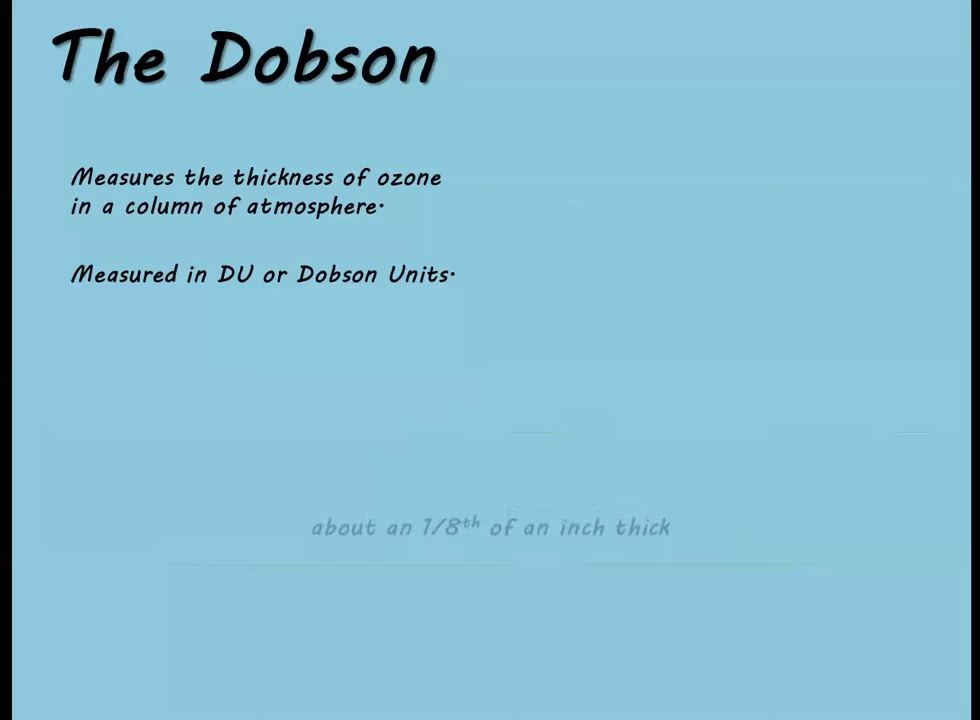 The Dobson
Measures the thickness of ozone
in a column of atmosphere.
Measured in DU or Dobson Units.
about an 1/8th of an inch thick